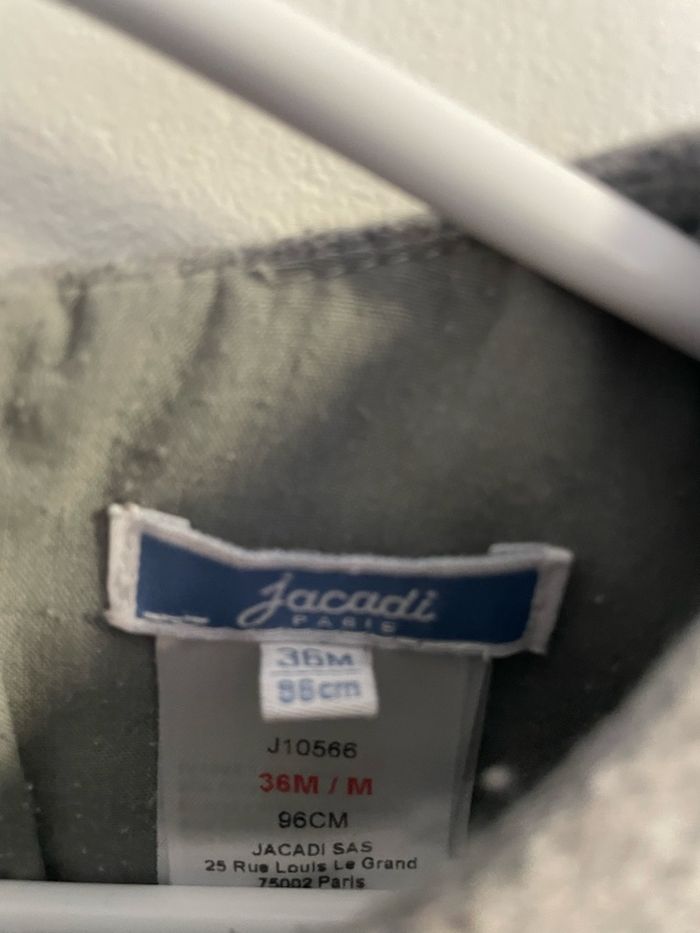 Jacadi
PARIS
36M
96cm
J10566
36M / M
96CM
JACADI SAS
25 Rue Louis Le Grand
75002 Paris